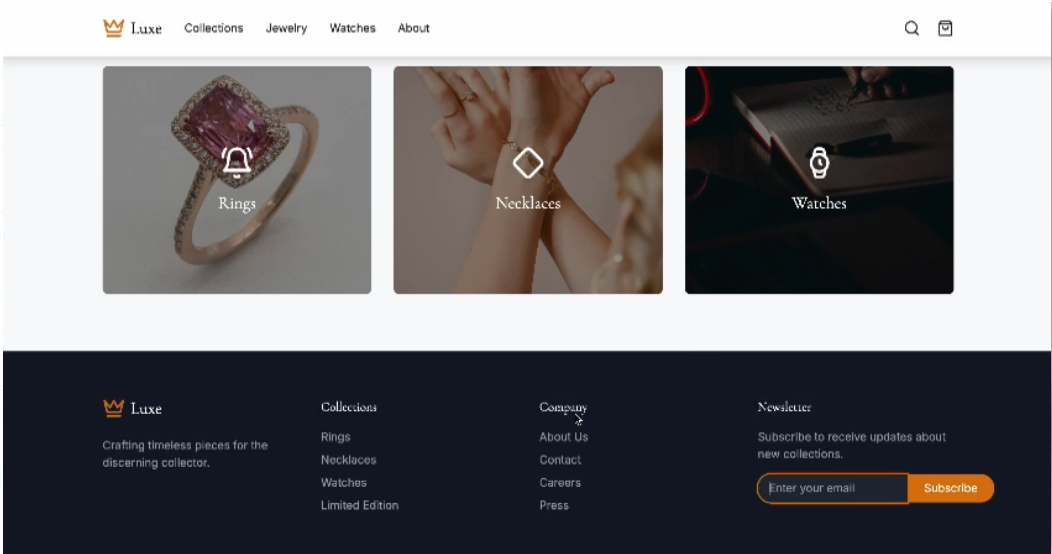 Luxe Collections Jewelry Watches About
Rings
Necklaces
Watches
Luxe
Crafting timeless pieces for the
discerning collector.
Collections
Rings
Necklaces
Watches
Limited Edition
Company
About Us
Contact
Careers
Press
Newsletter
Subscribe to receive updates about
new collections.
Enter your email
Subscribe